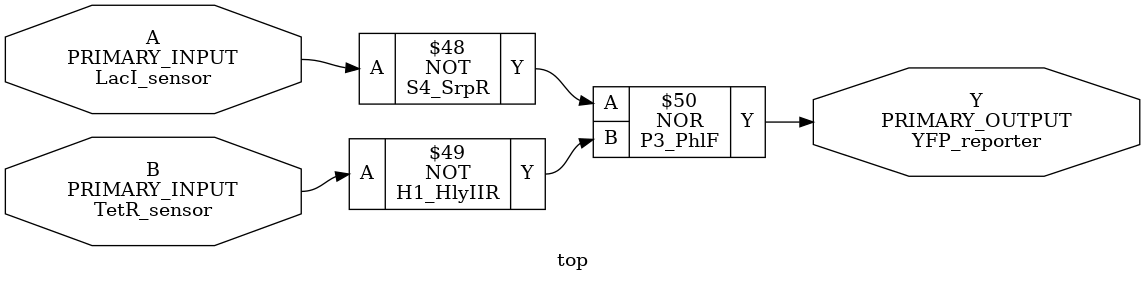 A
PRIMARY_INPUT
LacI_sensor
A
$48
NOT
S4_SrpR
Y
B
PRIMARY_INPUT
TetR_sensor
A
$49
NOT
H1_HlyIIR
Y
A
B
$50
NOR
P3_PhlF
Y
Y
PRIMARY_OUTPUT
YFP_reporter
top